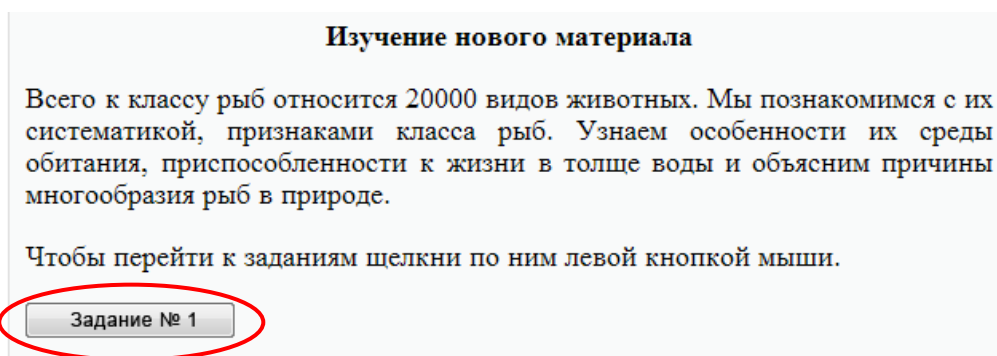 Изучение нового материала
Всего к классу рыб относится 20000 видов животных. Мы познакомимся с их
систематикой, признаками класса рыб. Узнаем особенности их среды
обитания, приспособленности к жизни в толще воды и объясним причины
многообразия рыб в природе.
Чтобы перейти к заданиям щелкни по ним левой кнопкой мыши.
Задание № 1